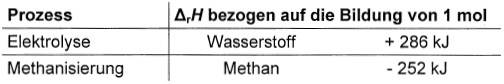 Prozess ΔrH bezogen auf die Bildung von 1 mol
Elektrolyse Wasserstoff + 286 kJ
Methanisierung Methan - 252 kJ